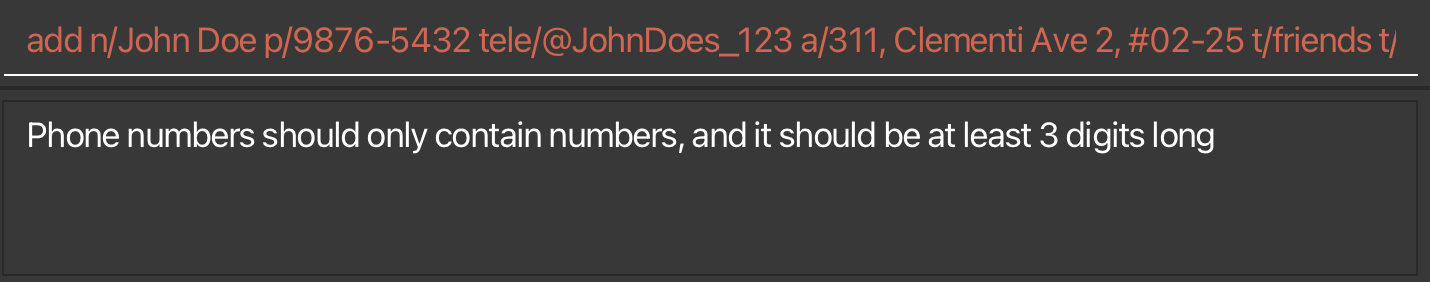 add n/John Doe p/9876-5432 tele/@JohnDoes_123 a/311, Clementi Ave 2, #02-25 t/friends t/
Phone numbers should only contain numbers, and it should be at least 3 digits long